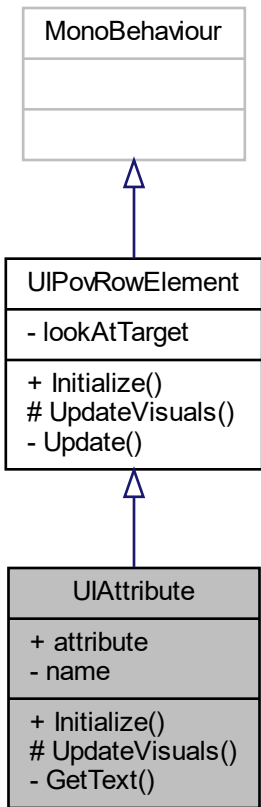 MonoBehaviour
UIPovRowElement
- lookAtTarget
+ Initialize()
# UpdateVisuals()
- Update()
UIAttribute
+ attribute
- name
+ Initialize()
# UpdateVisuals()
- GetText()